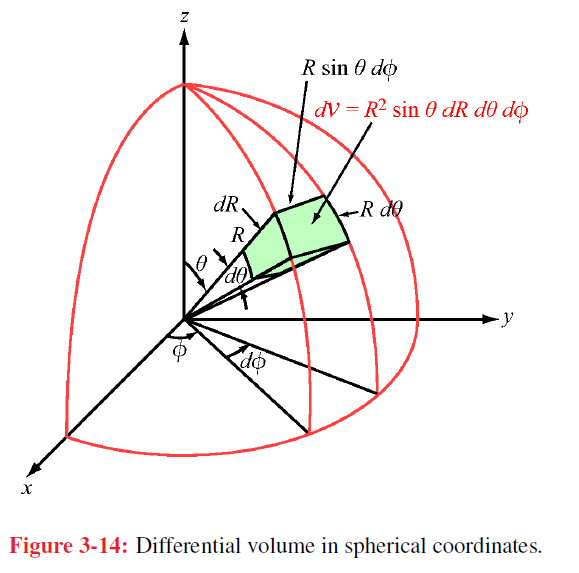 z
R sin θ dϕ
dV = R² sin θ dR dθ dϕ
dR
R dθ
R
θ
dθ
y
ϕ
dϕ
x
Figure 3-14: Differential volume in spherical coordinates.